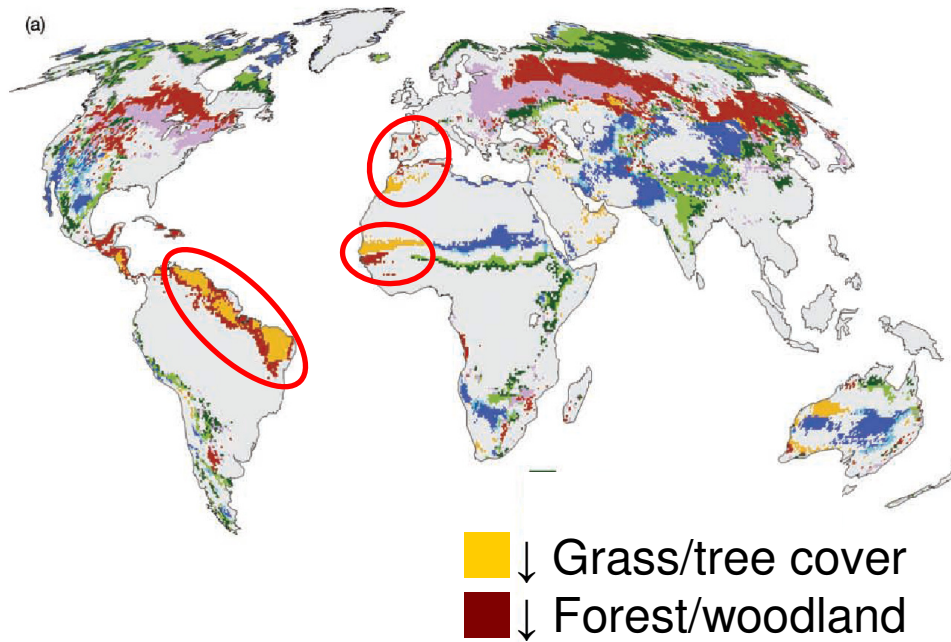 (a)
↓ Grass/tree cover
↓ Forest/woodland